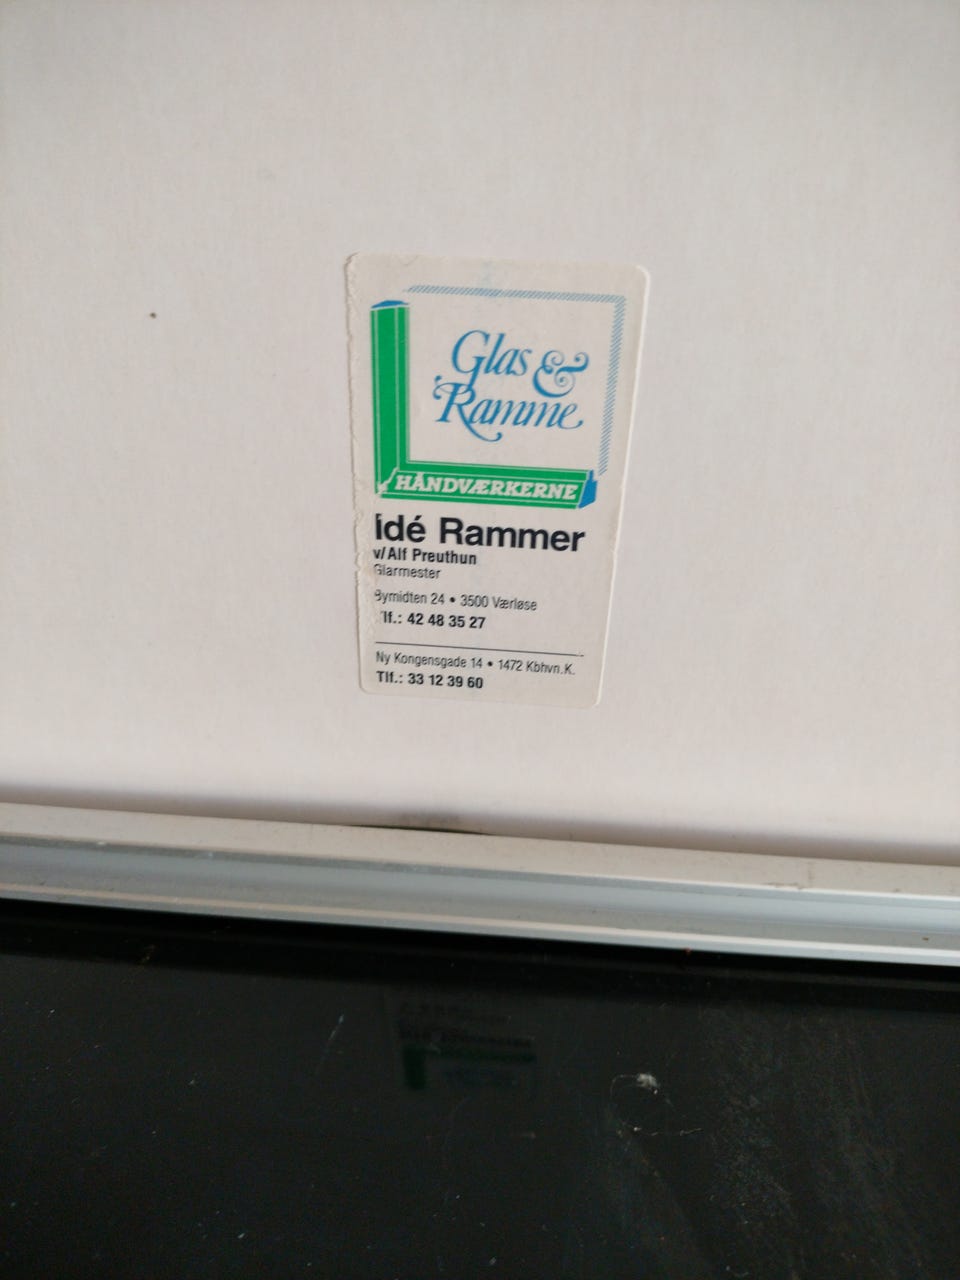 Glas &
Ramme
HÅNDVÆRKERNE
Idé Rammer
v/Alf Preuthun
Glarmester
Bymidten 24 • 3500 Værløse
Tlf.: 42 48 35 27
Ny Kongensgade 14 • 1472 Kbhvn.K.
Tlf.: 33 12 39 60